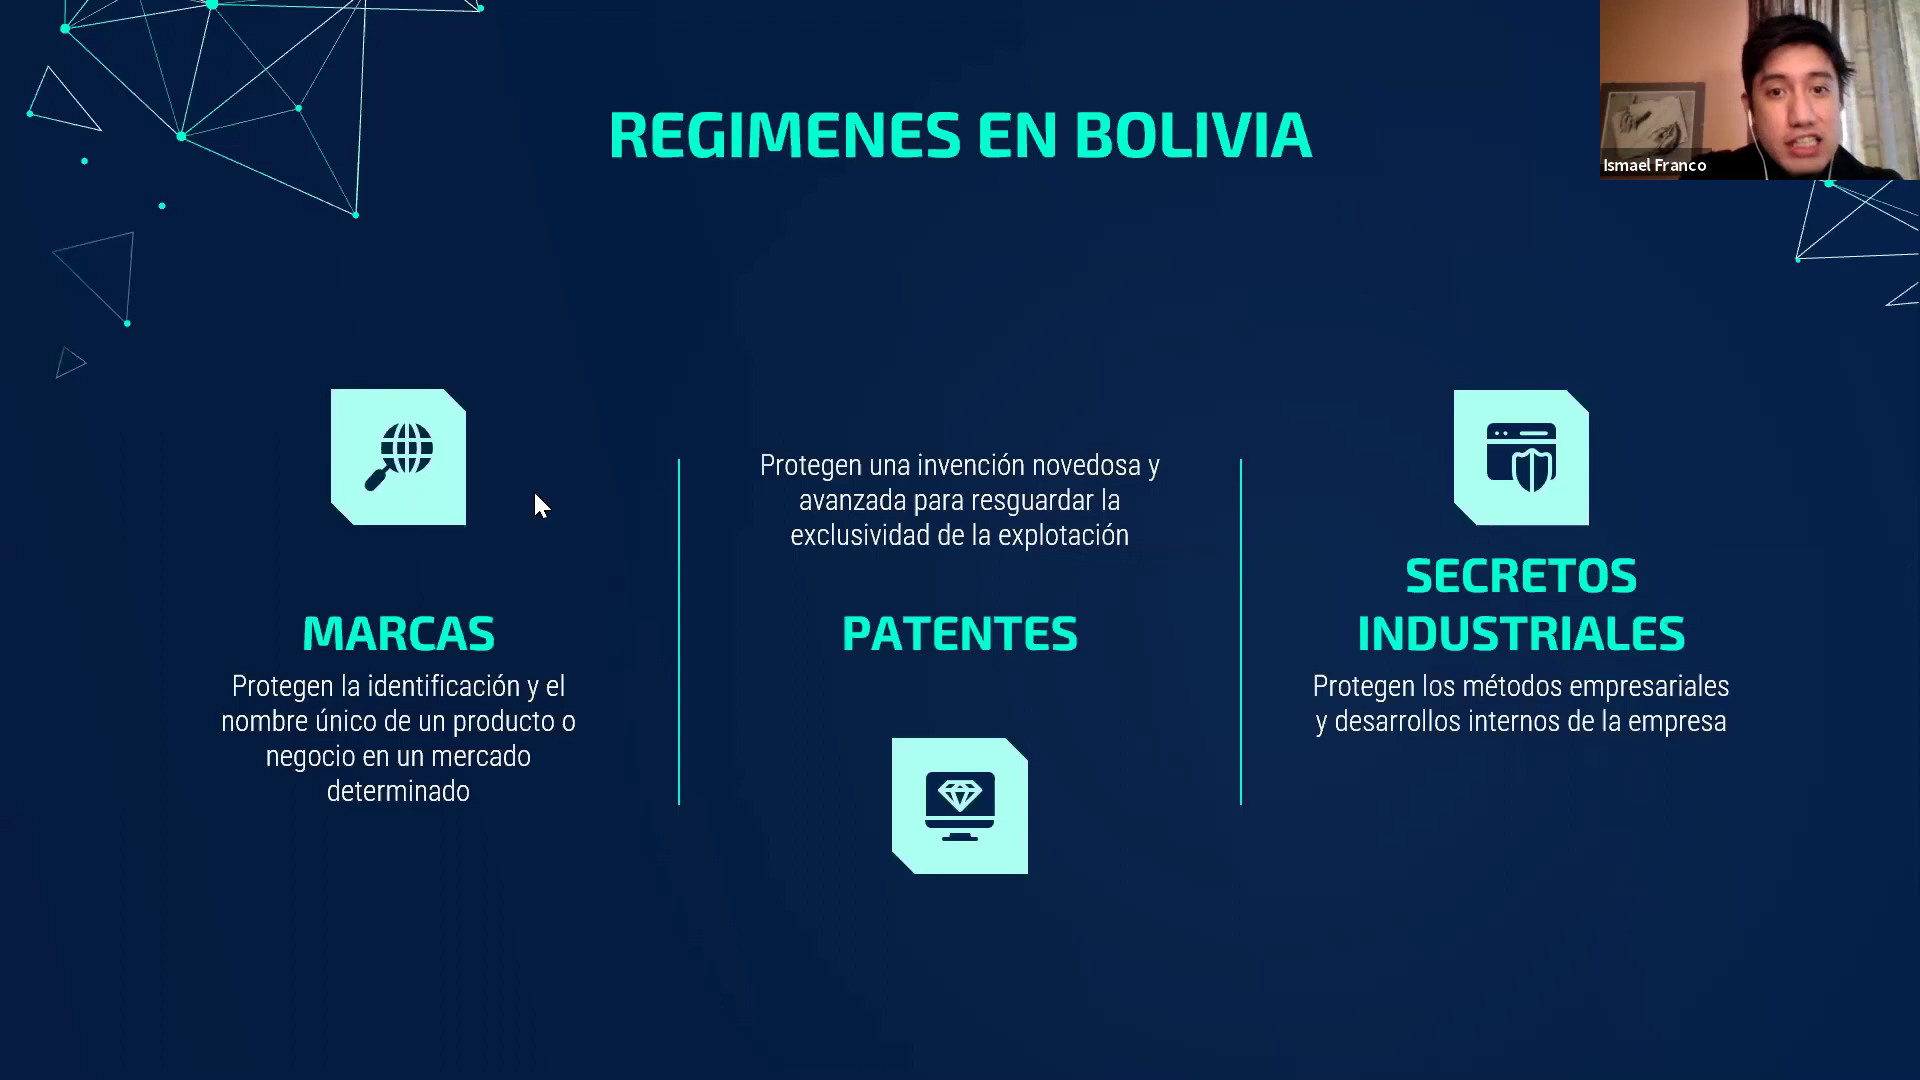 REGIMENES EN BOLIVIA
Ismael Franco
MARCAS
Protegen la identificación y el
nombre único de un producto o
negocio en un mercado
determinado
Protegen una invención novedosa y
avanzada para resguardar la
exclusividad de la explotación
PATENTES
SECRETOS
INDUSTRIALES
Protegen los métodos empresariales
y desarrollos internos de la empresa